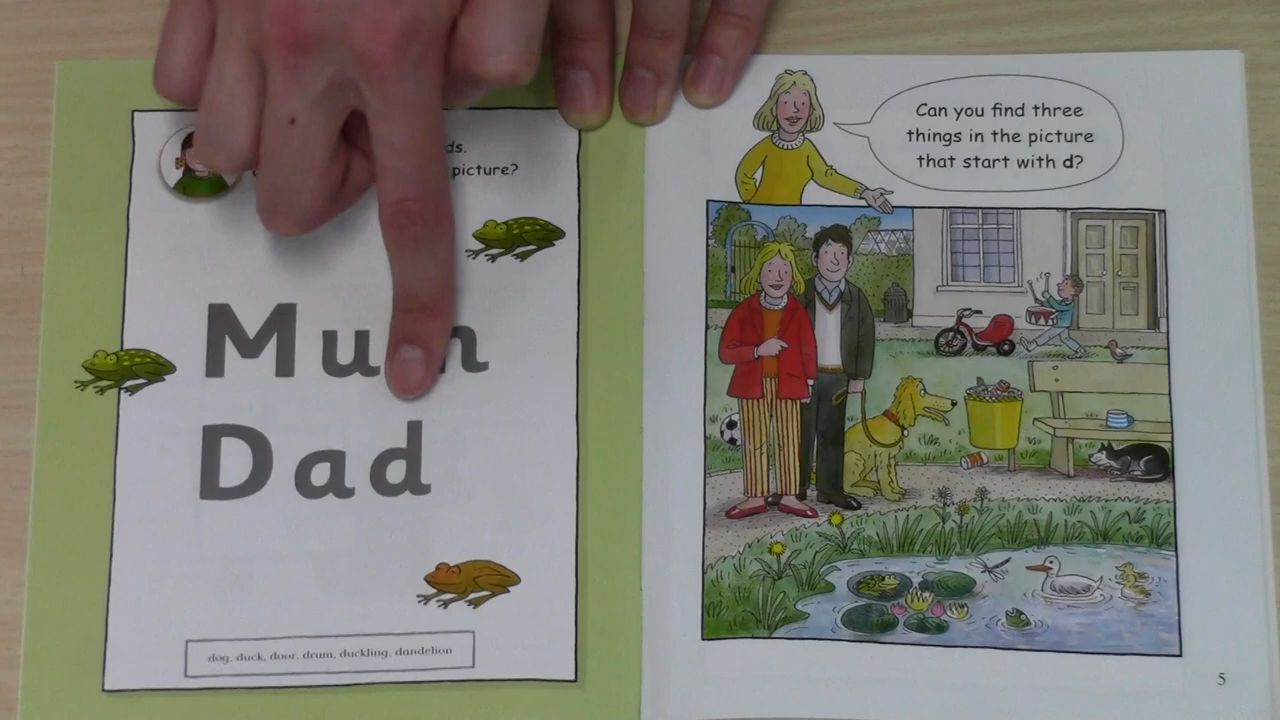 picture?
Dad
dog, duck, door, drum, duckling, dandelion
Can you find three
things in the picture
that start with d?
5